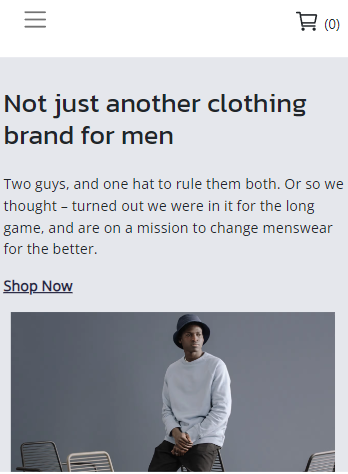 (0)
Not just another clothing
brand for men
Two guys, and one hat to rule them both. Or so we
thought – turned out we were in it for the long
game, and are on a mission to change menswear
for the better.
Shop Now